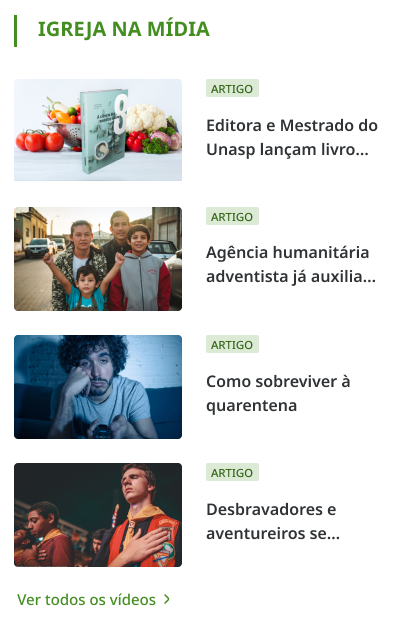 IGREJA NA MÍDIA
8
ARTIGO
Editora e Mestrado do
Unasp lançam livro...
ARTIGO
Agência humanitária
adventista já auxilia...
ARTIGO
Como sobreviver à
quarentena
ARTIGO
Desbravadores e
aventureiros se...
Ver todos os vídeos